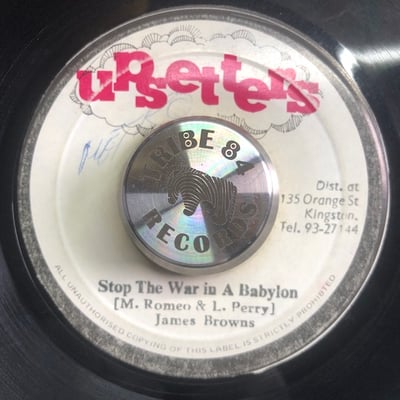 upsetters
TRIBE 84
RECORDS
Dist. at
135 Orange St
Kingston.
Tel. 93-27144
Stop The War in A Babylon
[M. Romeo & L. Perry]
James Browns
ALL UNAUTHORISED COPYING OF THIS LABEL IS STRICTLY PROHIBITED